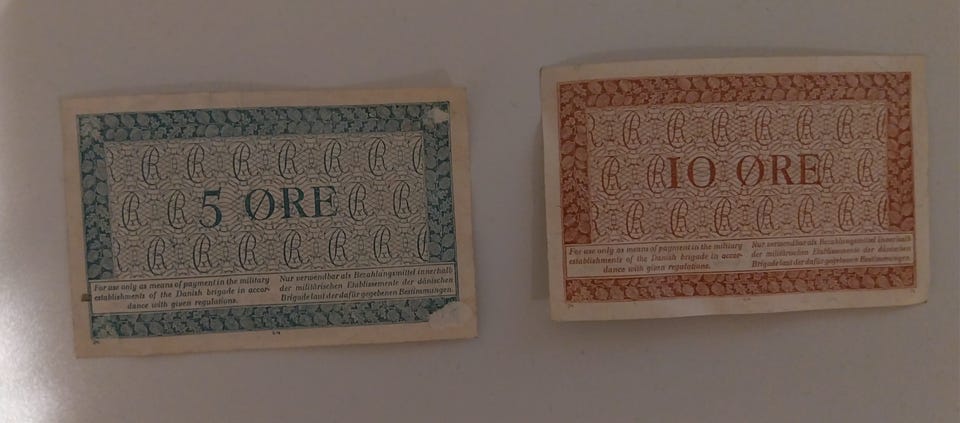 5 ØRE
For use only as means of payment in the military
establishments of the Danish brigade in accor-
dance with given regulations.
Nur verwendbar als Bezahlungsmittel innerhalb
der militärischen Etablissemente der dänischen
Brigade laut der dafür gegebenen Bestimmungen.
10 ØRE
For use only as means of payment in the military
establishments of the Danish brigade in accor-
dance with given regulations.
Nur verwendbar als Bezahlungsmittel innerhalb
der militärischen Etablissemente der dänischen
Brigade laut der dafür gegebenen Bestimmungen.